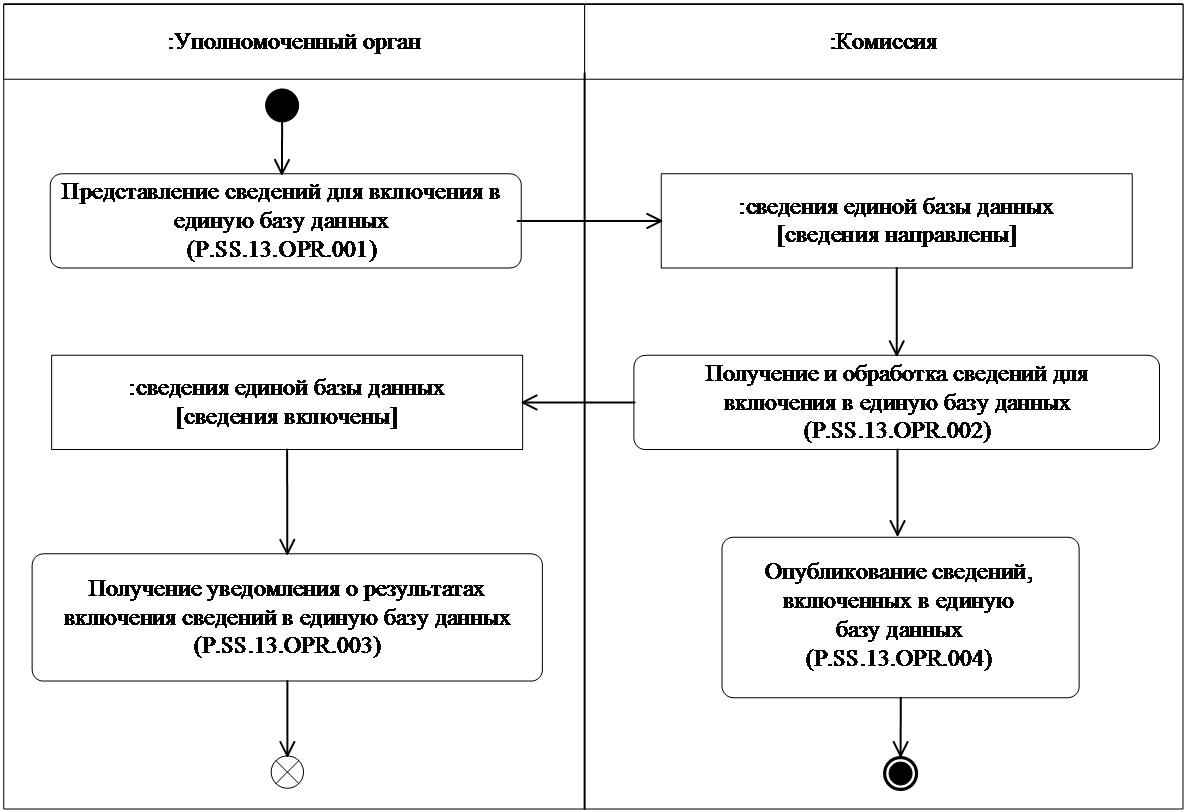 :Уполномоченный орган
:Комиссия
Представление сведений для включения в
единую базу данных
(P.SS.13.OPR.001)
:сведения единой базы данных
[сведения направлены]
:сведения единой базы данных
[сведения включены]
Получение и обработка сведений для
включения в единую базу данных
(P.SS.13.OPR.002)
Получение уведомления о результатах
включения сведений в единую базу данных
(P.SS.13.OPR.003)
Опубликование сведений,
включенных в единую
базу данных
(P.SS.13.OPR.004)